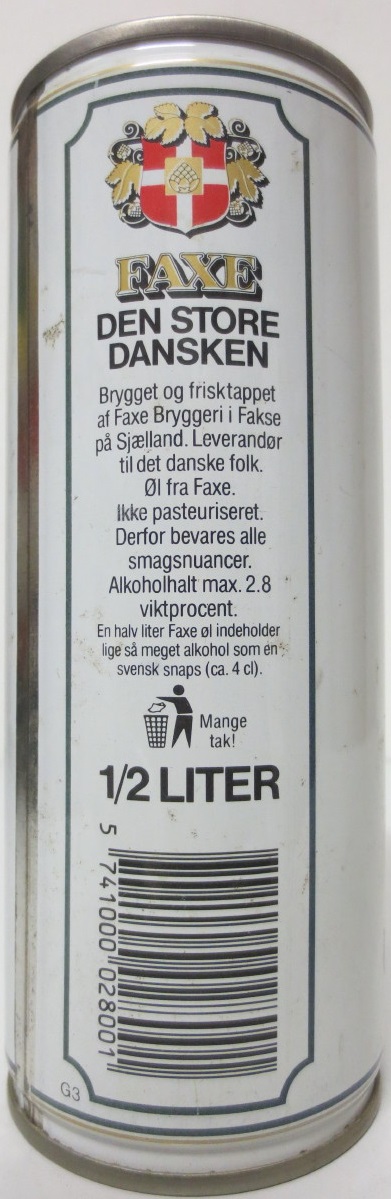 FAXE
DEN STORE
DANSKEN
Brygget og frisktappet
af Faxe Bryggeri i Fakse
på Sjælland. Leverandør
til det danske folk.
Øl fra Faxe.
Ikke pasteuriseret.
Derfor bevares alle
smagsnuancer.
Alkoholhalt max. 2.8
viktprocent.
En halv liter Faxe øl indeholder
lige så meget alkohol som en
svensk snaps (ca. 4 cl).
Mange
tak!
1/2 LITER
5 741000 028001
G3